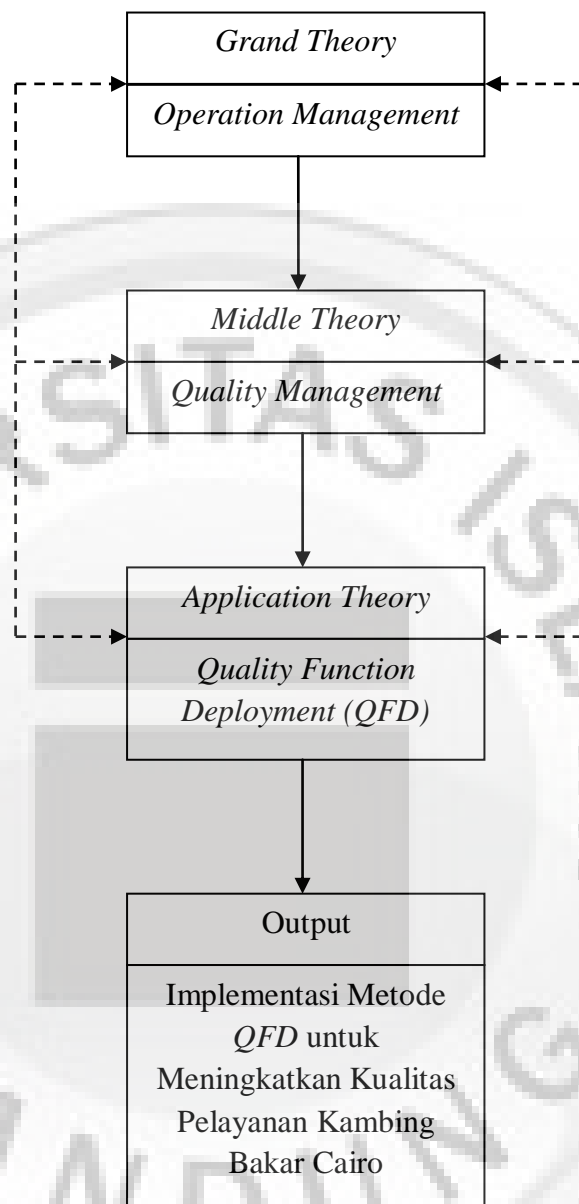 Grand Theory
Operation Management
Middle Theory
Quality Management
Application Theory
Quality Function
Deployment (QFD)
Output
Implementasi Metode
QFD untuk
Meningkatkan Kualitas
Pelayanan Kambing
Bakar Cairo